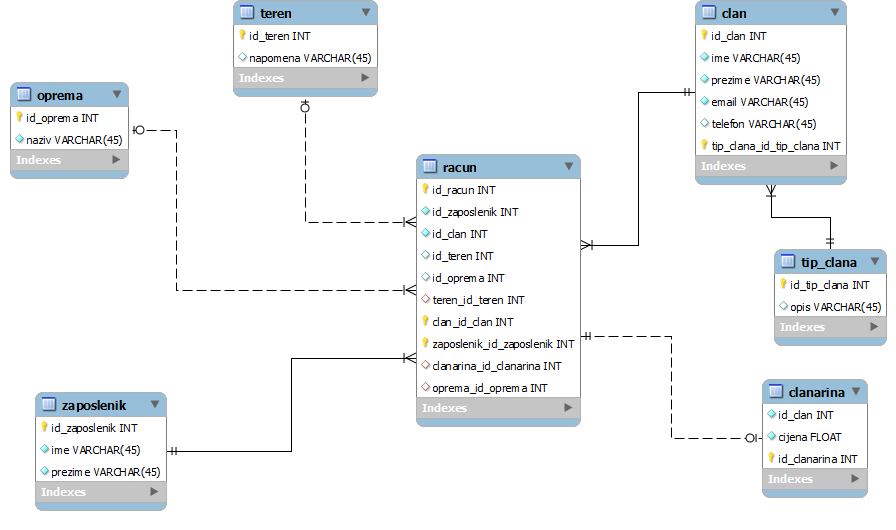 teren
id_teren INT
napomena VARCHAR(45)
Indexes
clan
id_clan INT
ime VARCHAR(45)
prezime VARCHAR(45)
email VARCHAR(45)
telefon VARCHAR(45)
tip_clana_id_tip_clana INT
Indexes
oprema
id_oprema INT
naziv VARCHAR(45)
Indexes
racun
id_racun INT
id_zaposlenik INT
id_clan INT
id_teren INT
id_oprema INT
teren_id_teren INT
clan_id_clan INT
zaposlenik_id_zaposlenik INT
clanarina_id_clanarina INT
oprema_id_oprema INT
Indexes
tip_clana
id_tip_clana INT
opis VARCHAR(45)
Indexes
zaposlenik
id_zaposlenik INT
ime VARCHAR(45)
prezime VARCHAR(45)
Indexes
clanarina
id_clan INT
cijena FLOAT
id_clanarina INT
Indexes